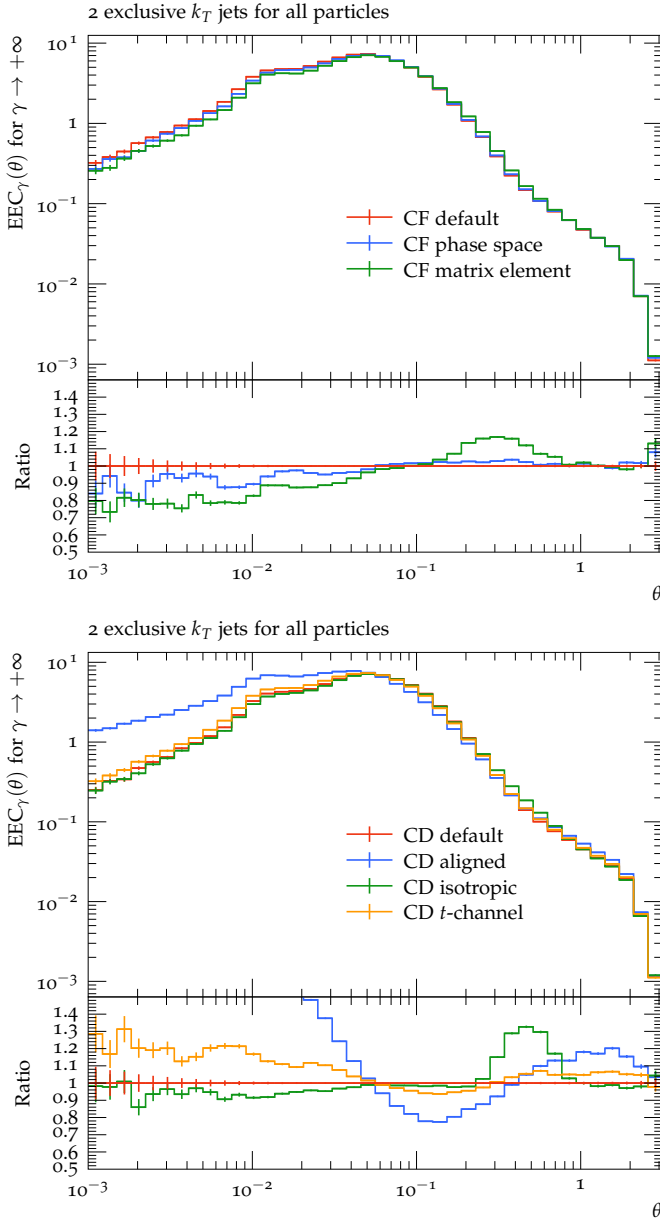 2 exclusive k_T jets for all particles
EEC_γ(θ) for γ → +∞
10^1
1
10^−1
10^−2
10^−3
CF default
CF phase space
CF matrix element
Ratio
1.4
1.3
1.2
1.1
1
0.9
0.8
0.7
0.6
0.5
10^−3 10^−2 10^−1 1
θ
2 exclusive k_T jets for all particles
EEC_γ(θ) for γ → +∞
10^1
1
10^−1
10^−2
10^−3
CD default
CD aligned
CD isotropic
CD t-channel
Ratio
1.4
1.3
1.2
1.1
1
0.9
0.8
0.7
0.6
0.5
10^−3 10^−2 10^−1 1
θ